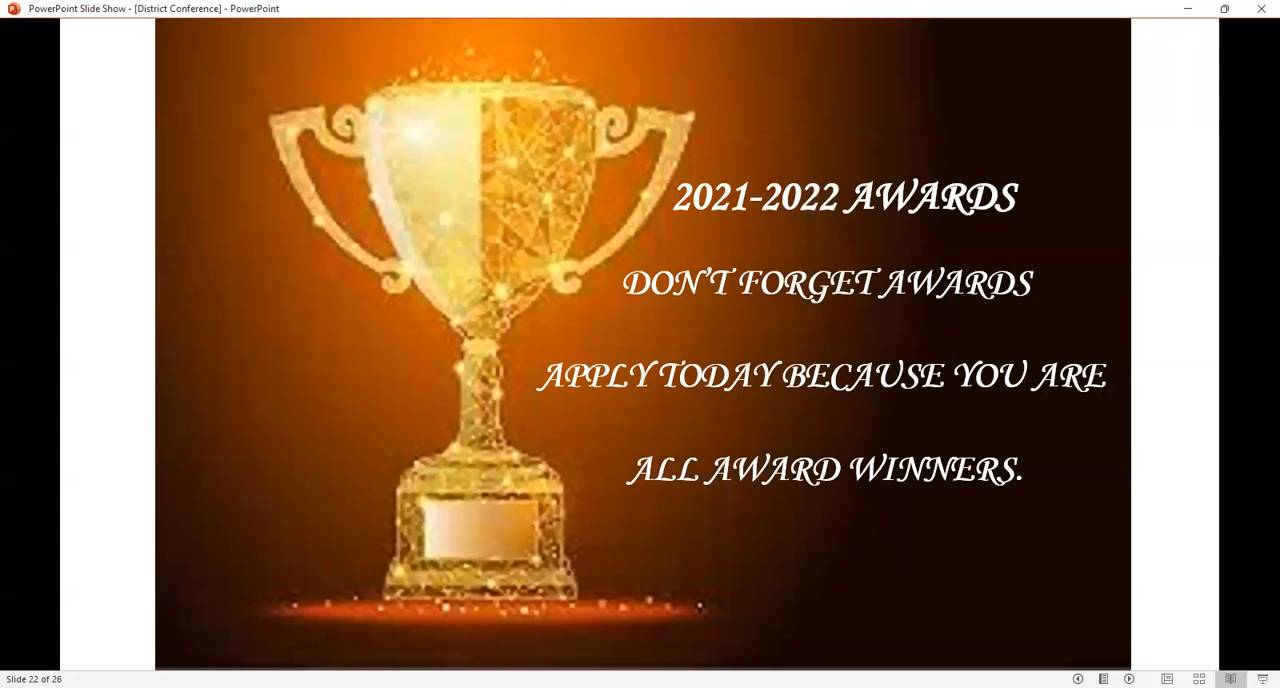 PowerPoint Slide Show - [District Conference] - PowerPoint
2021-2022 AWARDS
DON'T FORGET AWARDS
APPLY TODAY BECAUSE YOU ARE
ALL AWARD WINNERS.
Slide 22 of 26